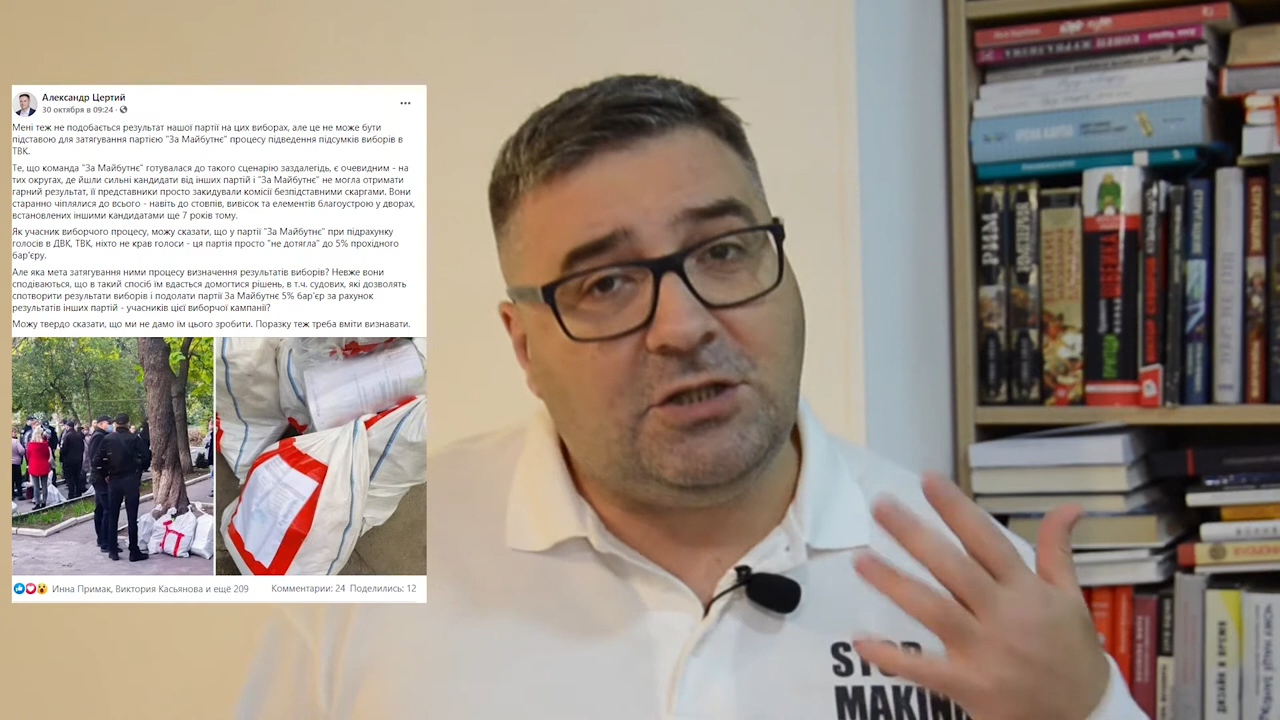 Александр Цертий
30 октября в 09:24
Мені теж не подобається результат нашої партії на цих виборах, але це не може бути
підставою для затягування партією "За Майбутнє" процесу підведення підсумків виборів в
ТВК.
Те, що команда "За Майбутнє" готувалася до такого сценарію заздалегідь, є очевидним - на
тих округах, де йшли сильні кандидати від інших партій і "За Майбутнє" не могла отримати
гарний результат, її представники просто закидували комісії безпідставними скаргами. Вони
старанно чіплялися до всього - навіть до стовпів, вивісок та елементів благоустрою у дворах,
встановлених іншими кандидатами ще 7 років тому.
Як учасник виборчого процесу, можу сказати, що у партії "За Майбутнє" при підрахунку
голосів в ДВК, ТВК, ніхто не крав голоси - ця партія просто "не дотягла" до 5% прохідного
бар'єру.
Але яка мета затягування ними процесу визначення результатів виборів? Невже вони
сподіваються, що в такий спосіб їм вдасться домогтися рішень, в т.ч. судових, які дозволять
спотворити результати виборів і подолати партії За Майбутнє 5% бар'єр за рахунок
результатів інших партій - учасників цієї виборчої кампанії?
Можу твердо сказати, що ми не дамо їм цього зробити. Поразку теж треба вміти визнавати.
Инна Примак, Виктория Касьянова и ещё 209
Комментарии: 24 Поделились: 12
РИМ
ИМПЕРИЯ
STOP